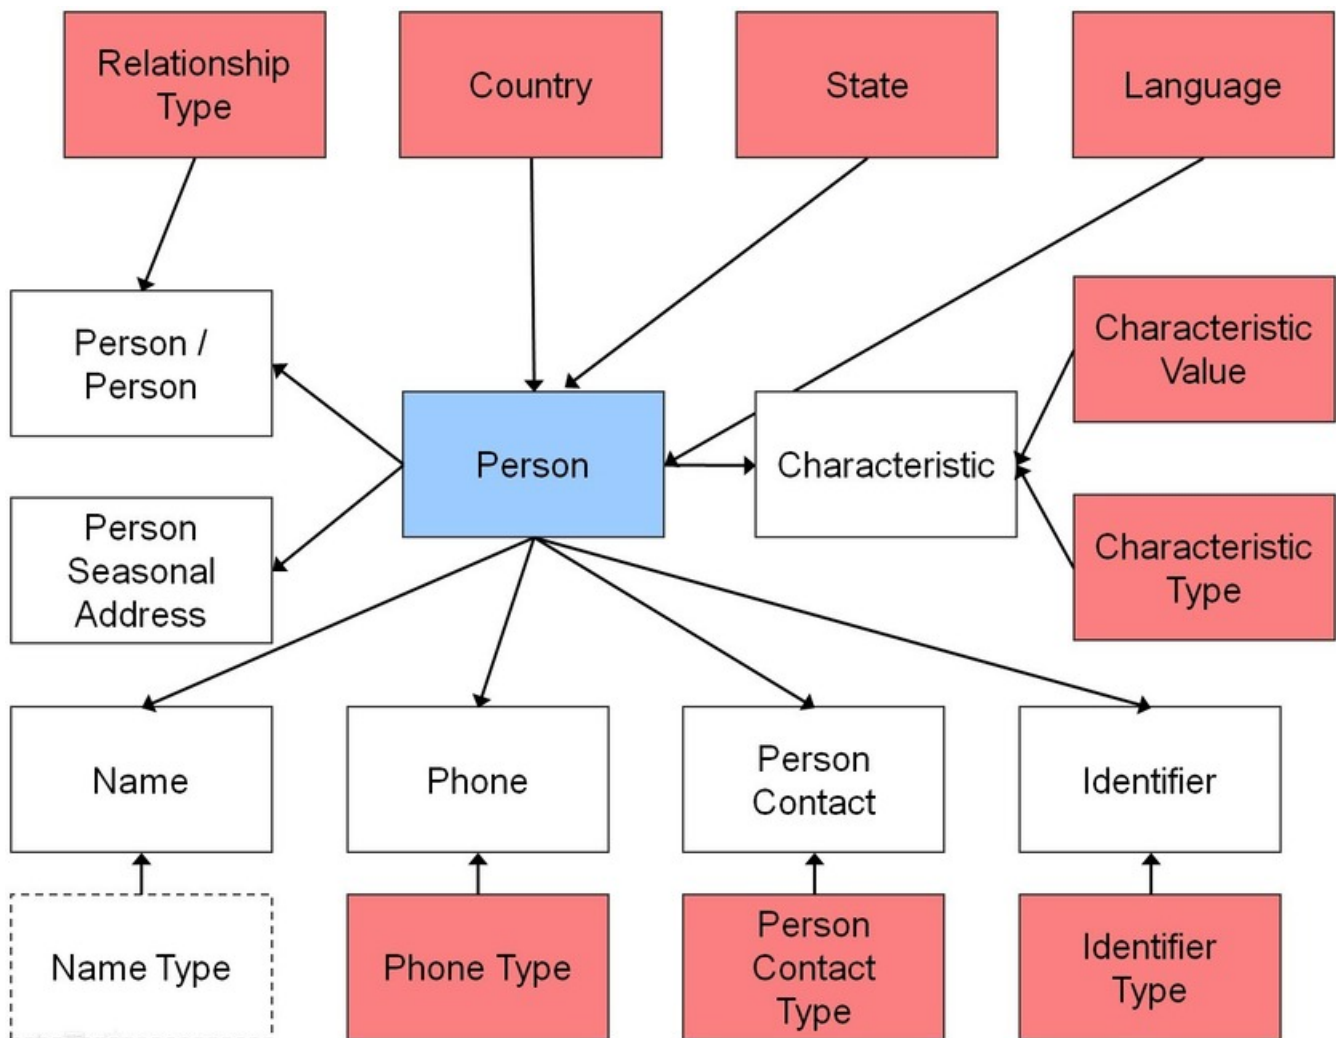 Relationship
Type
Country
State
Language
Person /
Person
Characteristic
Value
Person
Characteristic
Person
Seasonal
Address
Characteristic
Type
Name
Phone
Person
Contact
Identifier
Name Type
Phone Type
Person
Contact
Type
Identifier
Type